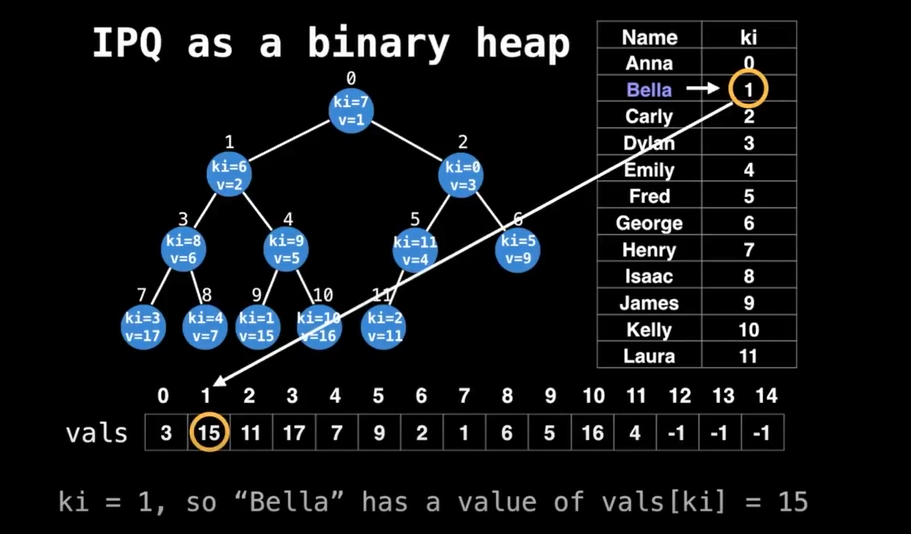 IPQ as a binary heap
Name ki
Anna 0
Bella 1
Carly 2
Dylan 3
Emily 4
Fred 5
George 6
Henry 7
Isaac 8
James 9
Kelly 10
Laura 11
0
ki=7
v=1
1
ki=6
v=2
2
ki=0
v=3
3
ki=8
v=6
4
ki=9
v=5
5
ki=11
v=4
6
ki=5
v=9
7
ki=3
v=17
8
ki=4
v=7
9
ki=1
v=15
10
ki=10
v=16
11
ki=2
v=11
0 1 2 3 4 5 6 7 8 9 10 11 12 13 14
vals 3 15 11 17 7 9 2 1 6 5 16 4 -1 -1 -1
ki = 1, so “Bella” has a value of vals[ki] = 15